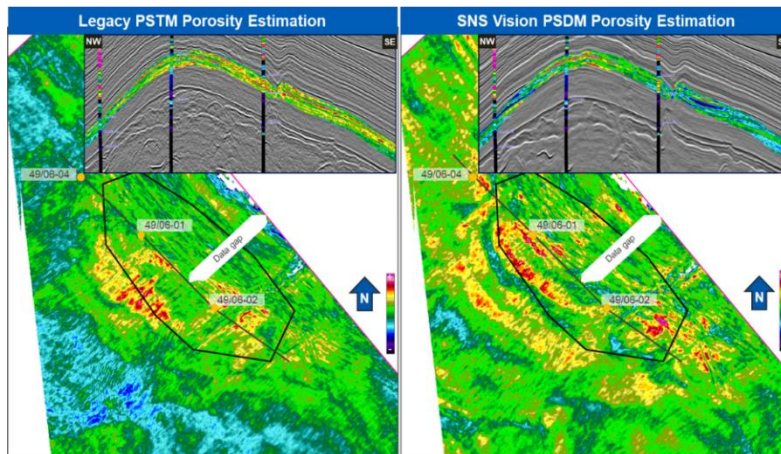 Legacy PSTM Porosity Estimation
NW
SE
49/06-04
49/06-01
Data gap
49/06-02
N
SNS Vision PSDM Porosity Estimation
NW
49/06-04
49/06-01
Data gap
49/06-02
N